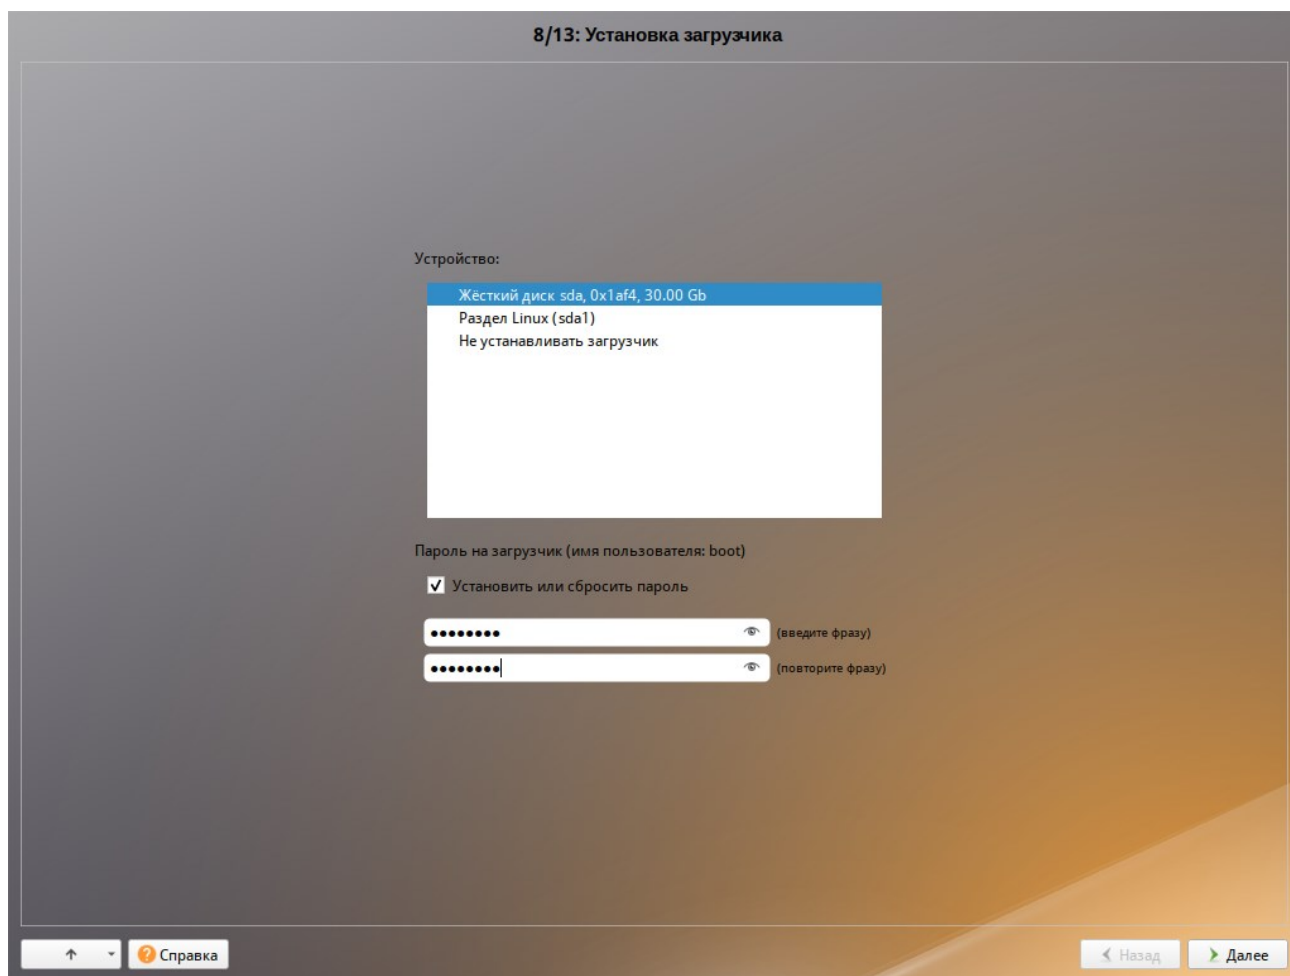 8/13: Установка загрузчика
Устройство:
Жёсткий диск sda, 0x1af4, 30.00 Gb
Раздел Linux (sda1)
Не устанавливать загрузчик
Пароль на загрузчик (имя пользователя: boot)
Установить или сбросить пароль
●●●●●●●● (введите фразу)
●●●●●●●● (повторите фразу)
Справка
Назад
Далее